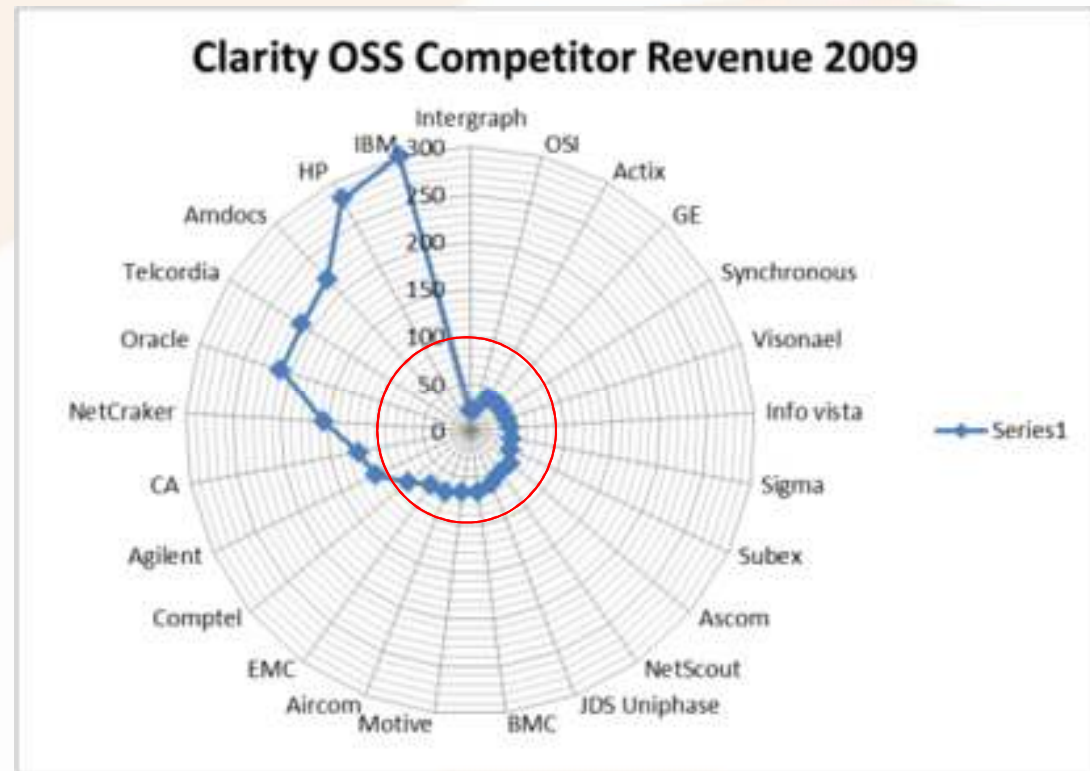 Clarity OSS Competitor Revenue 2009
Intergraph
OSI
Actix
GE
Synchronous
Visonael
Info vista
Sigma
Subex
Ascom
NetScout
JDS Uniphase
BMC
Motive
Aircom
EMC
Comptel
Agilent
CA
NetCraker
Oracle
Telcordia
Amdocs
HP
IBM
300
250
200
150
100
50
0
Series1